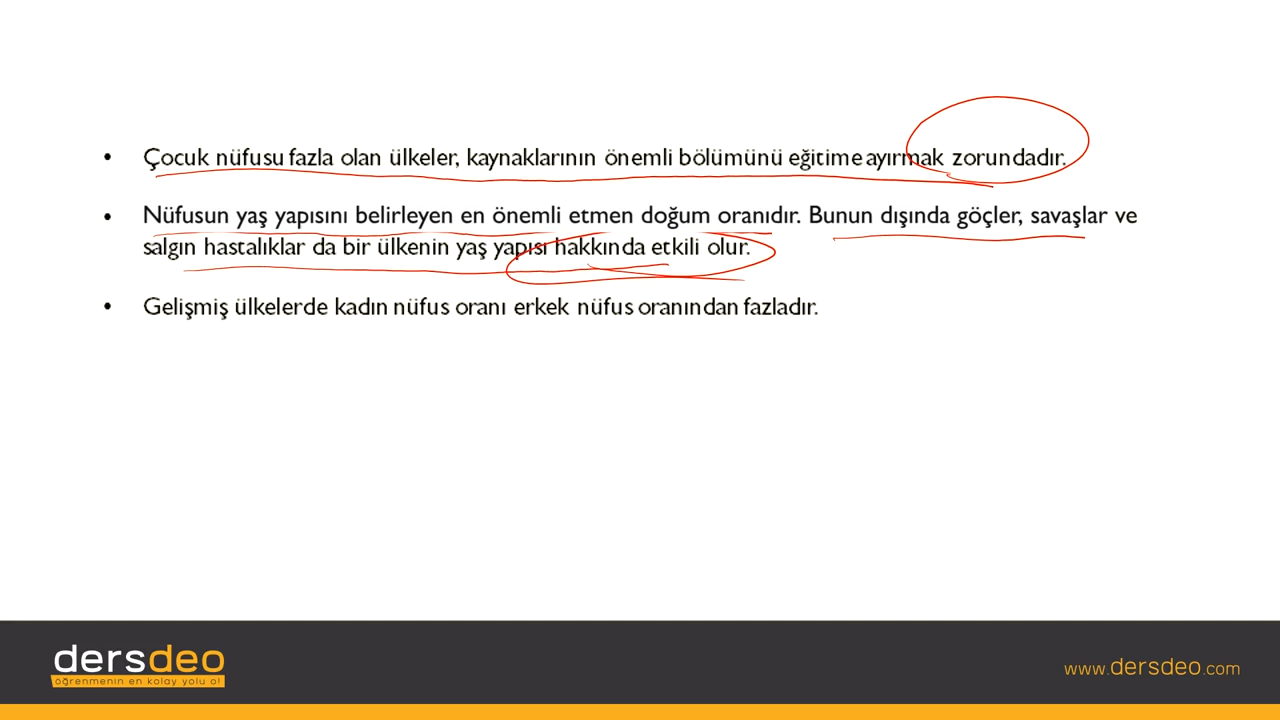 • Çocuk nüfusu fazla olan ülkeler, kaynaklarının önemli bölümünü eğitime ayırmak zorundadır.
• Nüfusun yaş yapısını belirleyen en önemli etmen doğum oranıdır. Bunun dışında göçler, savaşlar ve
salgın hastalıklar da bir ülkenin yaş yapısı hakkında etkili olur.
• Gelişmiş ülkelerde kadın nüfus oranı erkek nüfus oranından fazladır.
dersdeo
öğrenmenin en kolay yolu o!
www.dersdeo.com